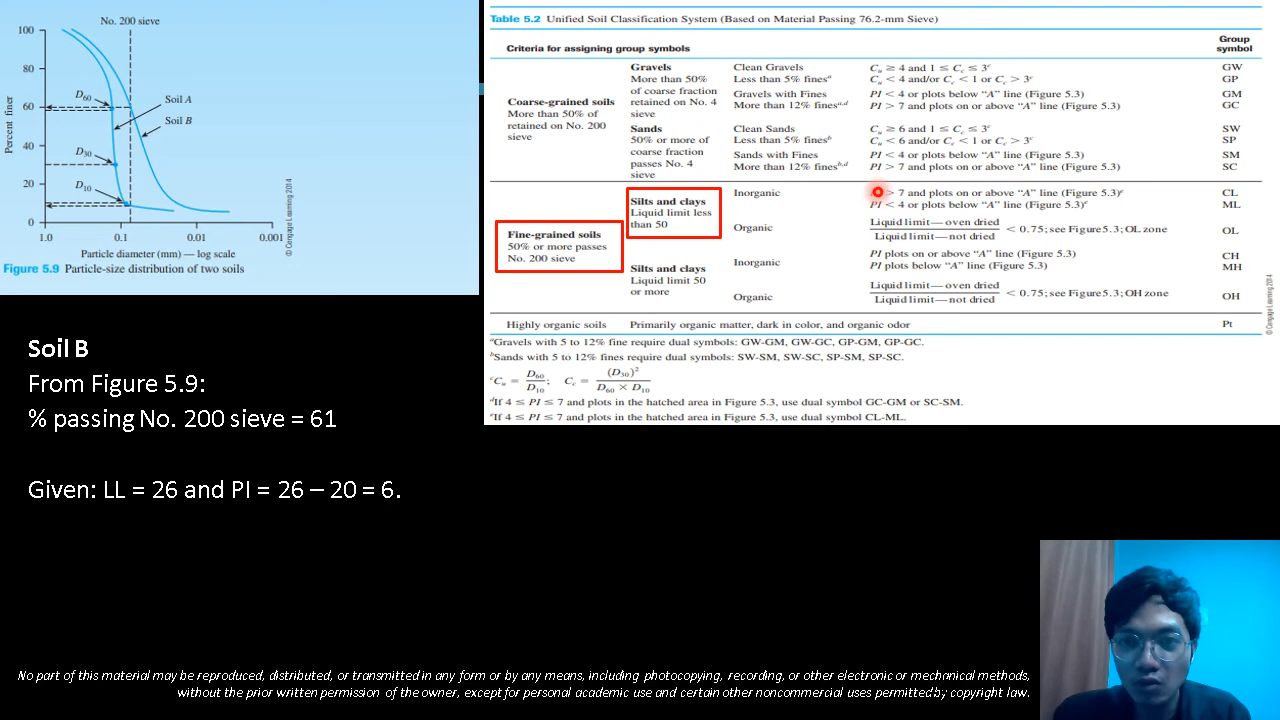 No. 200 sieve
100
80
60
40
20
0
Percent finer
D60
D30
D10
Soil A
Soil B
1.0
0.1
0.01
0.001
Particle diameter (mm) — log scale
© Cengage Learning 2014
Figure 5.9 Particle-size distribution of two soils
Table 5.2 Unified Soil Classification System (Based on Material Passing 76.2-mm Sieve)
Criteria for assigning group symbols
Group
symbol
Coarse-grained soils
More than 50% of
retained on No. 200
sieve
Gravels
More than 50%
of coarse fraction
retained on No. 4
sieve
Clean Gravels
Less than 5% finesᵃ
Gravels with Fines
More than 12% finesᵃ,ᵈ
Cu ≥ 4 and 1 ≤ Cc ≤ 3ᶜ
Cu < 4 and/or Cc < 1 or Cc > 3ᶜ
PI < 4 or plots below “A” line (Figure 5.3)
PI > 7 and plots on or above “A” line (Figure 5.3)
GW
GP
GM
GC
Sands
50% or more of
coarse fraction
passes No. 4
sieve
Clean Sands
Less than 5% finesᵇ
Sands with Fines
More than 12% finesᵇ,ᵈ
Cu ≥ 6 and 1 ≤ Cc ≤ 3ᶜ
Cu < 6 and/or Cc < 1 or Cc > 3ᶜ
PI < 4 or plots below “A” line (Figure 5.3)
PI > 7 and plots on or above “A” line (Figure 5.3)
SW
SP
SM
SC
Fine-grained soils
50% or more passes
No. 200 sieve
Silts and clays
Liquid limit less
than 50
Inorganic
> 7 and plots on or above “A” line (Figure 5.3)ᵉ
PI < 4 or plots below “A” line (Figure 5.3)ᵉ
CL
ML
Organic
Liquid limit—oven dried
Liquid limit—not dried
< 0.75; see Figure 5.3; OL zone
OL
Silts and clays
Liquid limit 50
or more
Inorganic
PI plots on or above “A” line (Figure 5.3)
PI plots below “A” line (Figure 5.3)
CH
MH
Organic
Liquid limit—oven dried
Liquid limit—not dried
< 0.75; see Figure 5.3; OH zone
OH
Highly organic soils
Primarily organic matter, dark in color, and organic odor
Pt
© Cengage Learning 2014
ᵃGravels with 5 to 12% fine require dual symbols: GW-GM, GW-GC, GP-GM, GP-GC.
ᵇSands with 5 to 12% fines require dual symbols: SW-SM, SW-SC, SP-SM, SP-SC.
ᶜCu = D60/D10; Cc = (D30)²/(D60 × D10)
ᵈIf 4 ≤ PI ≤ 7 and plots in the hatched area in Figure 5.3, use dual symbol GC-GM or SC-SM.
ᵉIf 4 ≤ PI ≤ 7 and plots in the hatched area in Figure 5.3, use dual symbol CL-ML.
Soil B
From Figure 5.9:
% passing No. 200 sieve = 61
Given: LL = 26 and PI = 26 – 20 = 6.
No part of this material may be reproduced, distributed, or transmitted in any form or by any means, including photocopying, recording, or other electronic or mechanical methods,
without the prior written permission of the owner, except for personal academic use and certain other noncommercial uses permitted by copyright law.